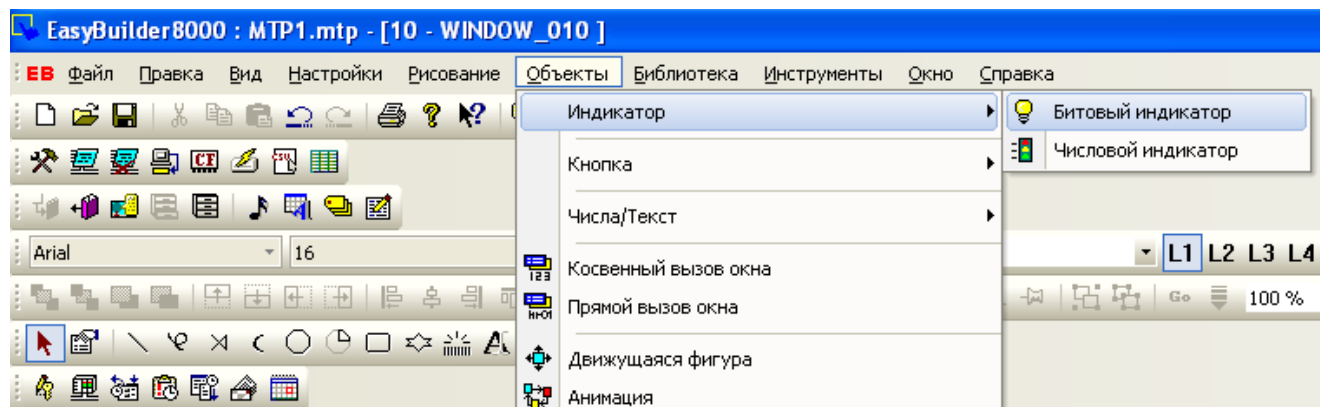 EasyBuilder8000 : MTP1.mtp - [10 - WINDOW_010 ]
EB Файл Правка Вид Настройки Рисование Объекты Библиотека Инструменты Окно Справка
Индикатор
Битовый индикатор
Числовой индикатор
Кнопка
Числа/Текст
Arial 16
L1 L2 L3 L4
Косвенный вызов окна
Прямой вызов окна
Go 100 %
Движущаяся фигура
Анимация